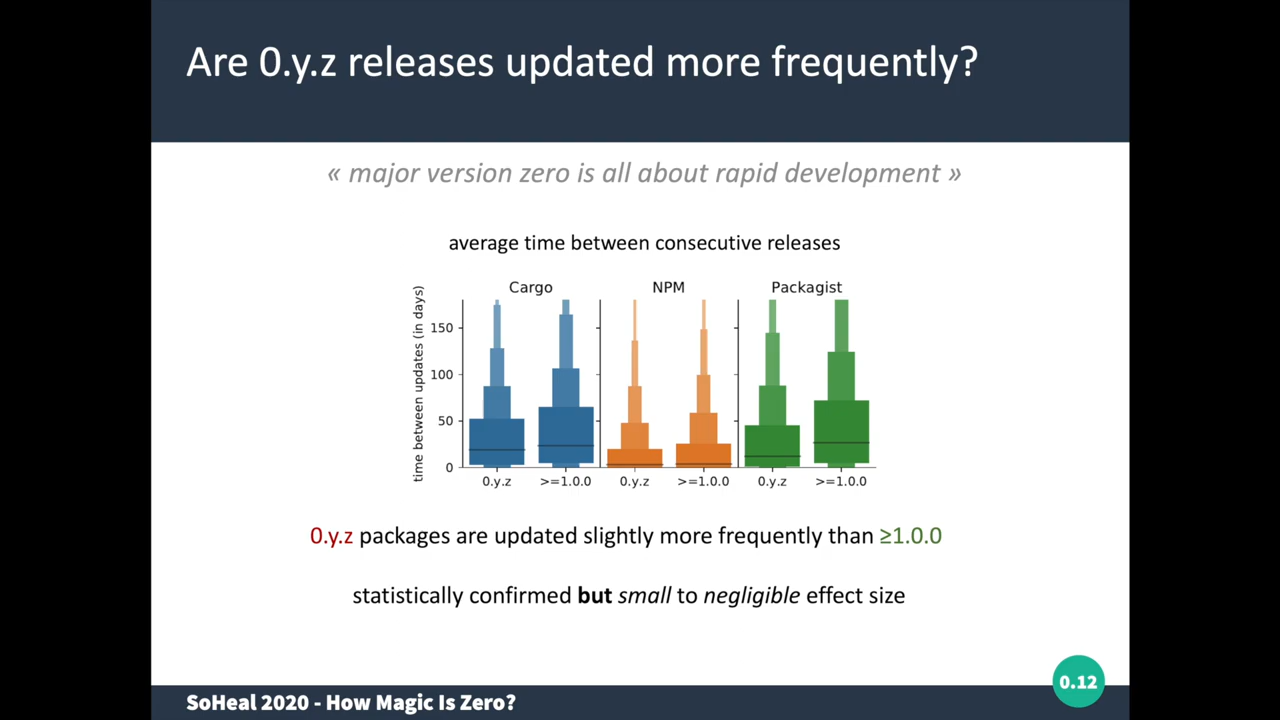 Are 0.y.z releases updated more frequently?
« major version zero is all about rapid development »
average time between consecutive releases
Cargo NPM Packagist
time between updates (in days)
150
100
50
0
0.y.z >=1.0.0 0.y.z >=1.0.0 0.y.z >=1.0.0
0.y.z packages are updated slightly more frequently than ≥1.0.0
statistically confirmed but small to negligible effect size
0.12
SoHeal 2020 - How Magic Is Zero?